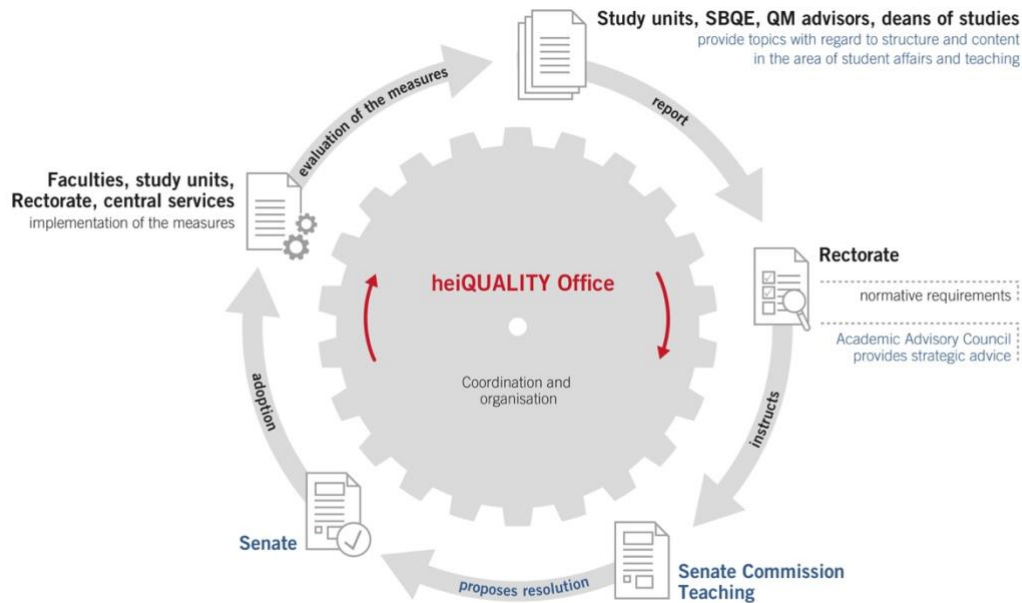 Study units, SBQE, QM advisors, deans of studies
provide topics with regard to structure and content
in the area of student affairs and teaching
report
Rectorate
normative requirements
Academic Advisory Council
provides strategic advice
instructs
Senate Commission
Teaching
proposes resolution
Senate
adoption
Faculties, study units,
Rectorate, central services
implementation of the measures
evaluation of the measures
heiQUALITY Office
Coordination and
organisation